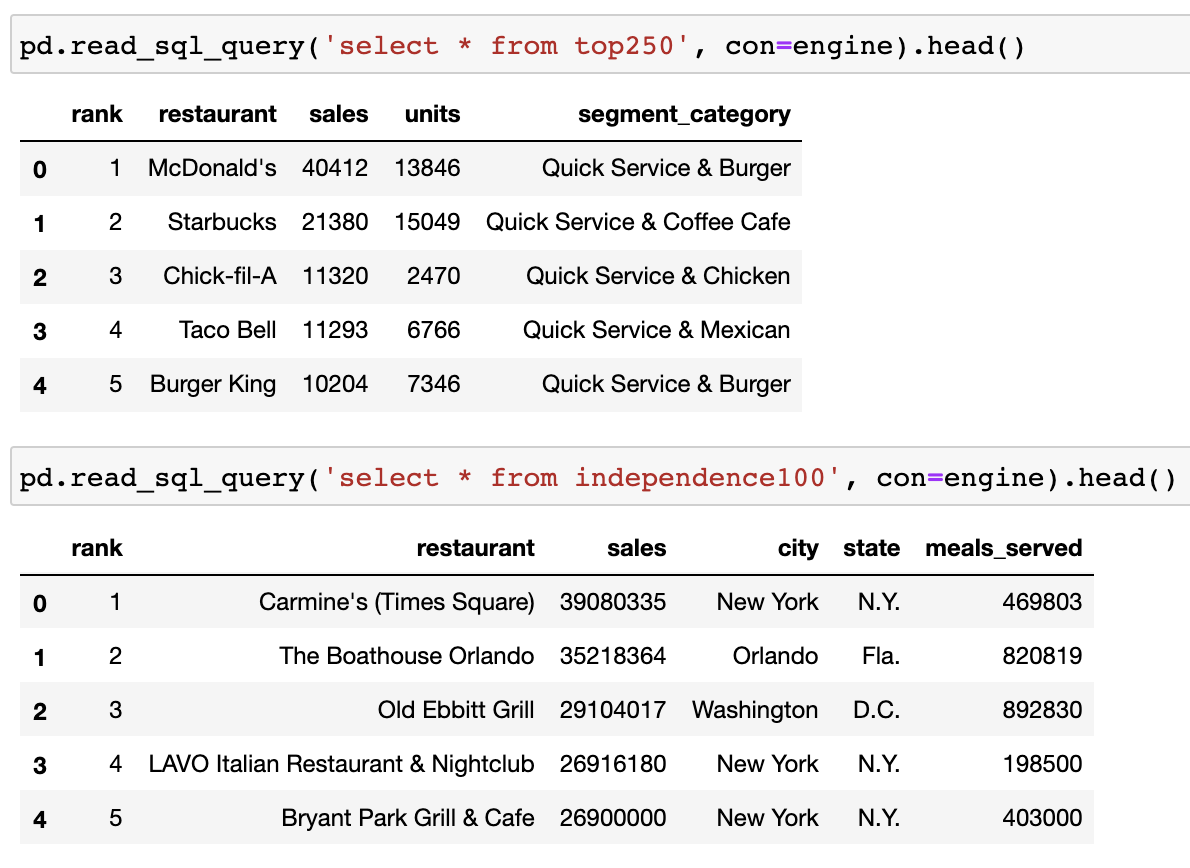 pd.read_sql_query('select * from top250', con=engine).head()
rank restaurant sales units segment_category
0 1 McDonald's 40412 13846 Quick Service & Burger
1 2 Starbucks 21380 15049 Quick Service & Coffee Cafe
2 3 Chick-fil-A 11320 2470 Quick Service & Chicken
3 4 Taco Bell 11293 6766 Quick Service & Mexican
4 5 Burger King 10204 7346 Quick Service & Burger
pd.read_sql_query('select * from independence100', con=engine).head()
rank restaurant sales city state meals_served
0 1 Carmine's (Times Square) 39080335 New York N.Y. 469803
1 2 The Boathouse Orlando 35218364 Orlando Fla. 820819
2 3 Old Ebbitt Grill 29104017 Washington D.C. 892830
3 4 LAVO Italian Restaurant & Nightclub 26916180 New York N.Y. 198500
4 5 Bryant Park Grill & Cafe 26900000 New York N.Y. 403000